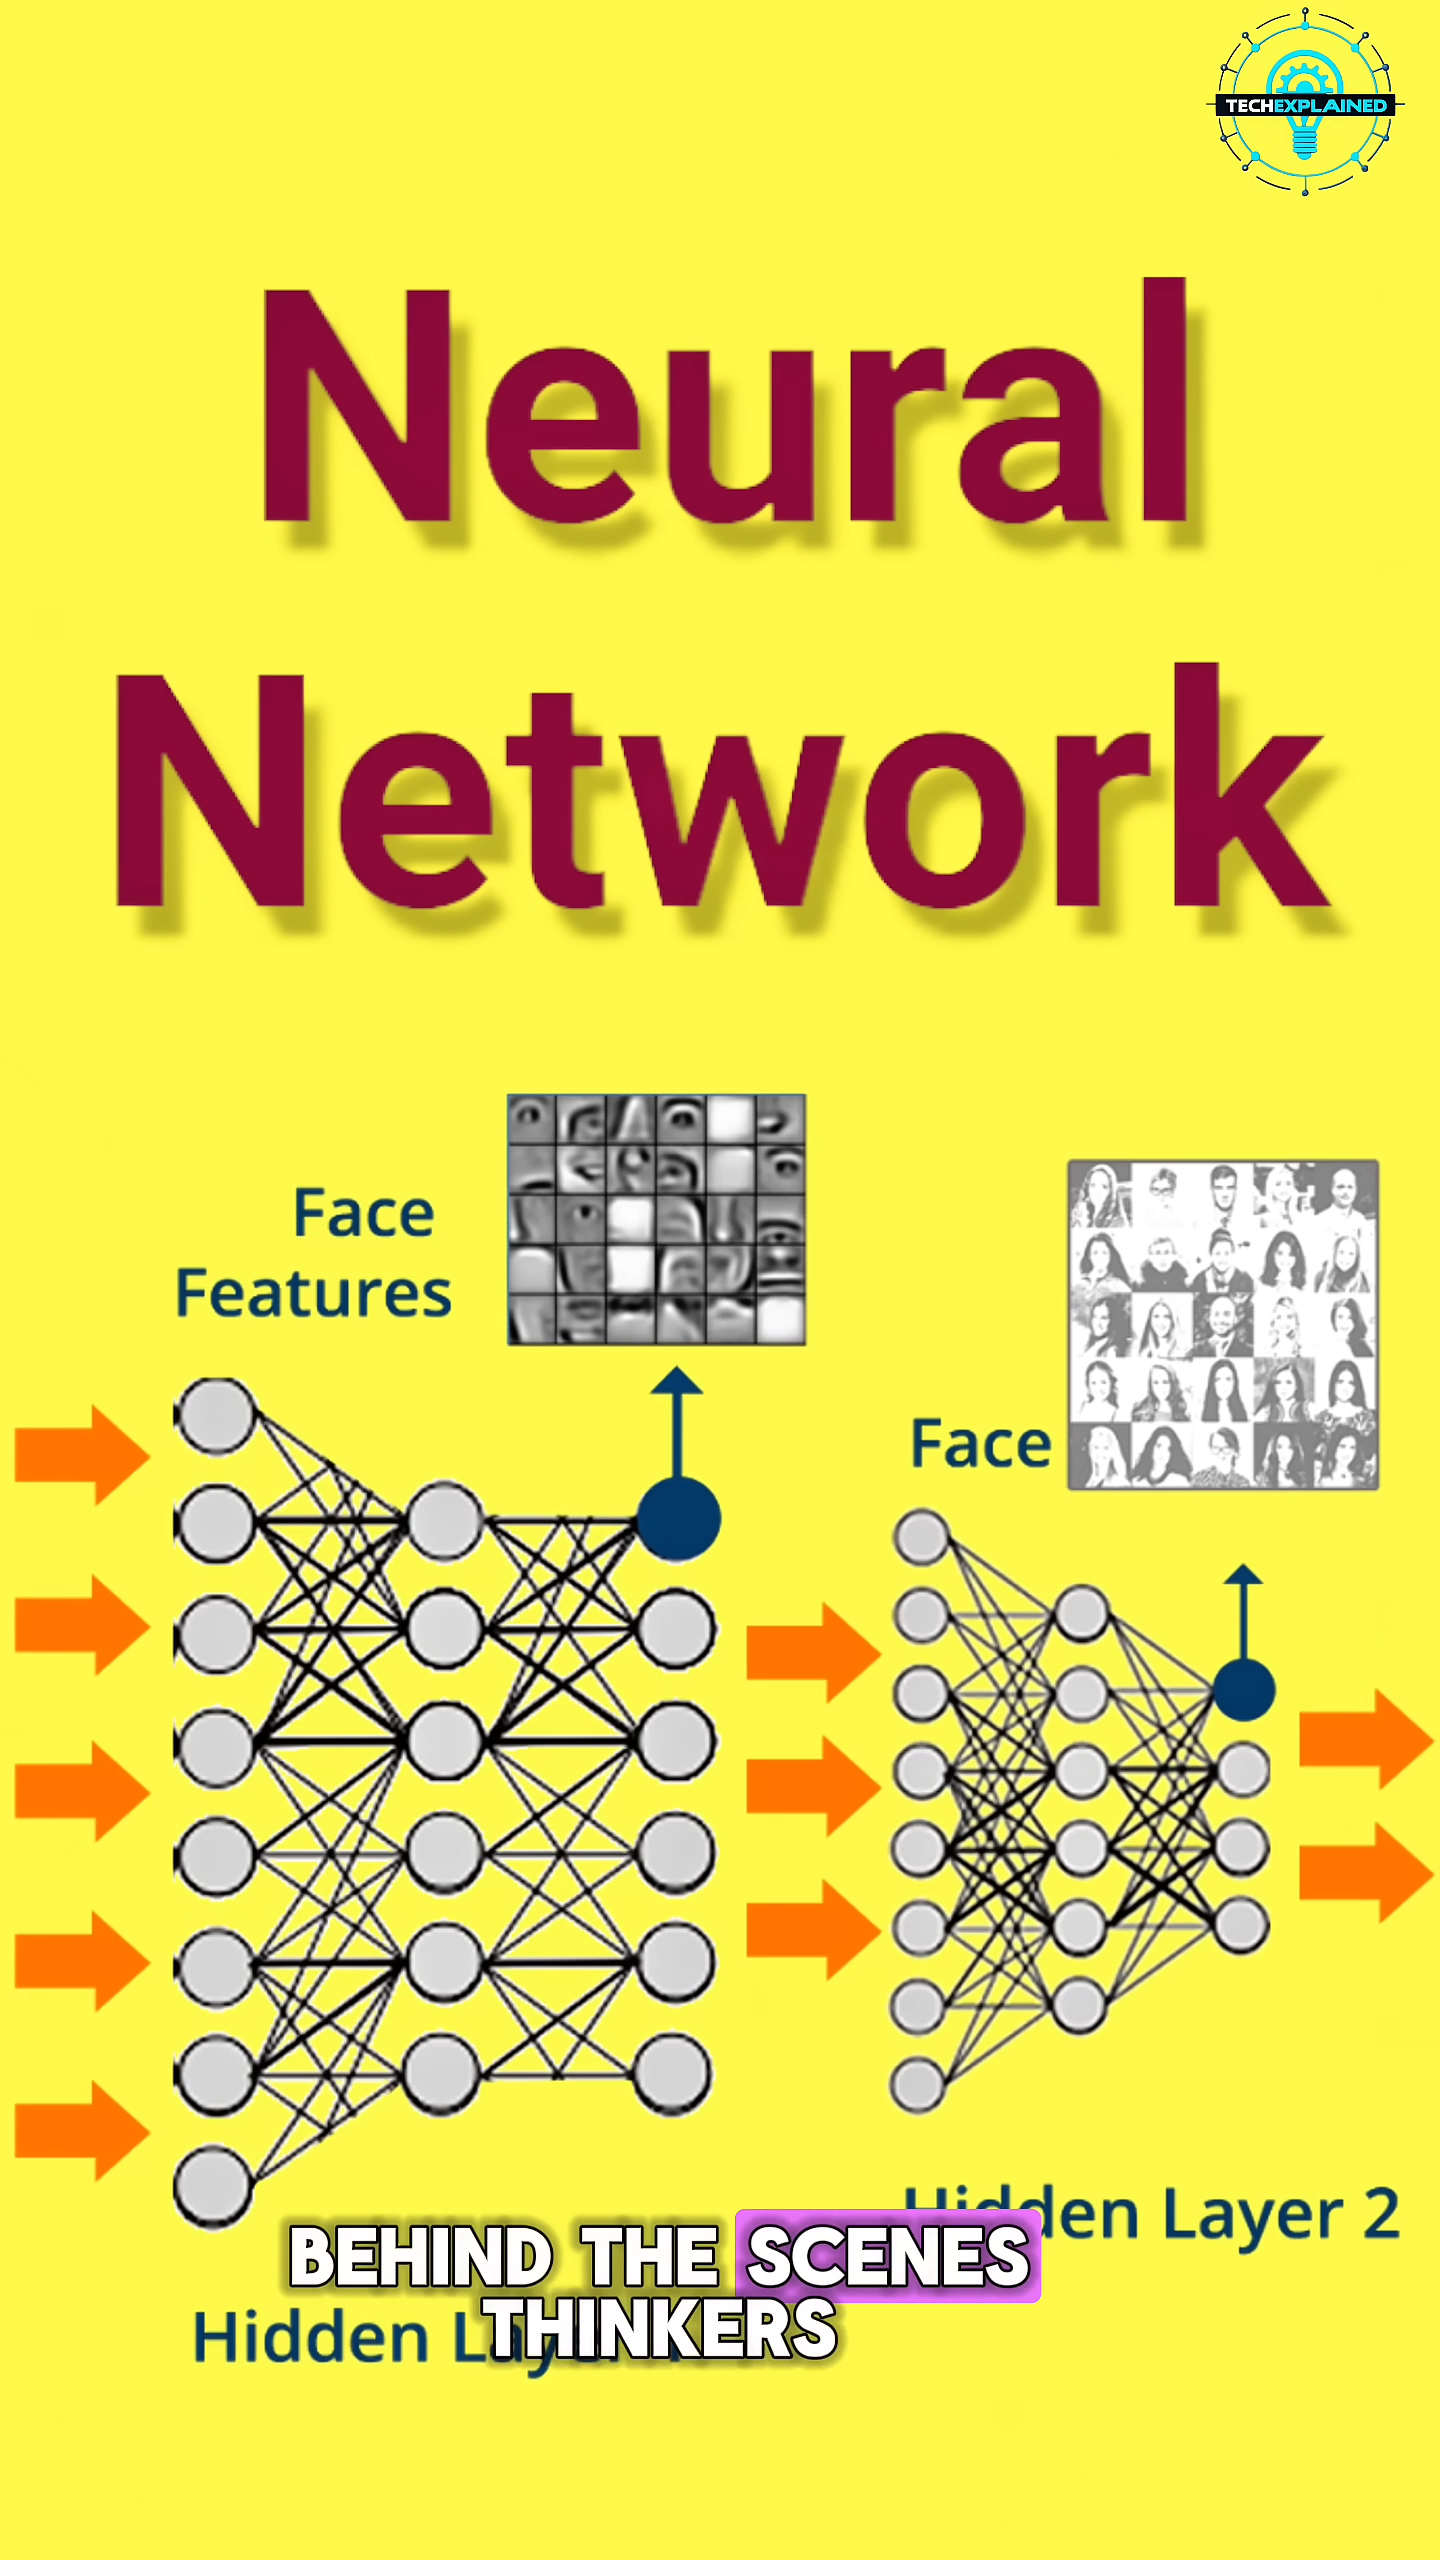 TECHEXPLAINED
Neural
Network
Face
Features
Face
Hidden Layer 2
BEHIND THE SCENES
THINKERS
Hidden